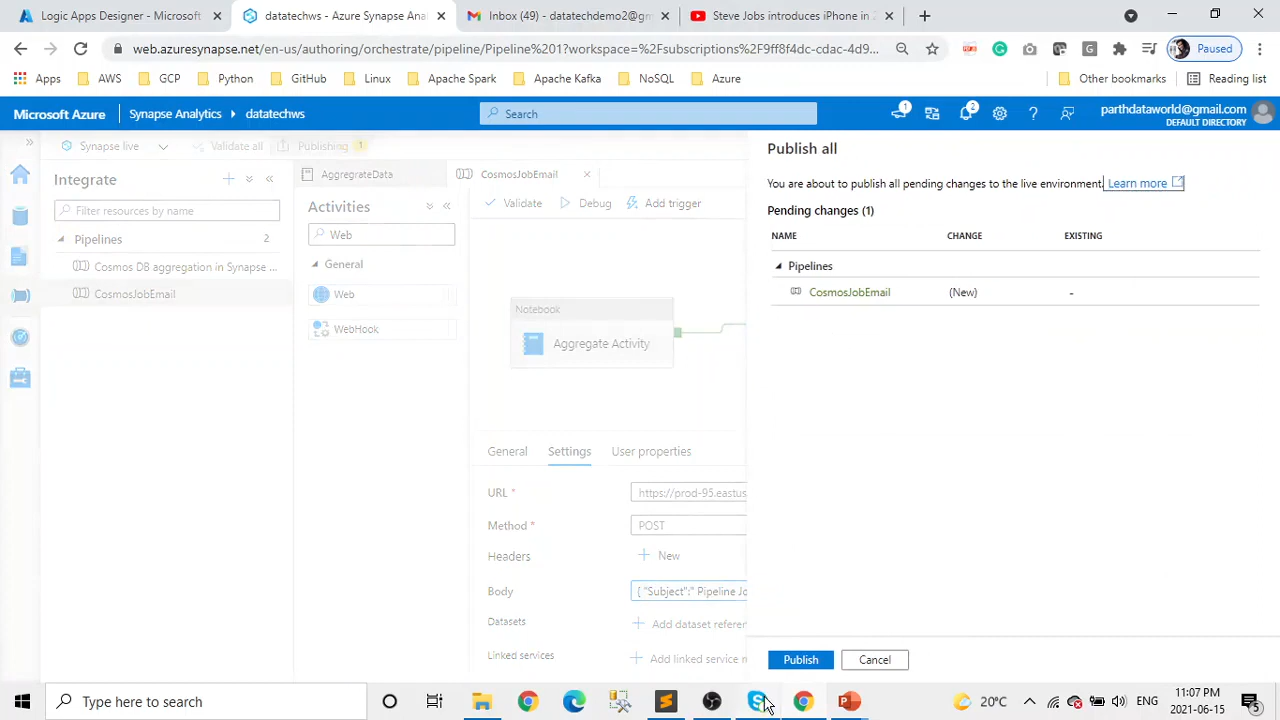 Logic Apps Designer - Microsoft
datatechws - Azure Synapse Anal
Inbox (49) - datatechdemo2@gm
Steve Jobs introduces iPhone in 2
web.azuresynapse.net/en-us/authoring/orchestrate/pipeline/Pipeline%201?workspace=%2Fsubscriptions%2F9ff8f4dc-cdac-4d9...
Paused
Apps
AWS
GCP
Python
GitHub
Linux
Apache Spark
Apache Kafka
NoSQL
Azure
Other bookmarks
Reading list
Microsoft Azure
Synapse Analytics
datatechws
Search
1
2
parthdataworld@gmail.com
DEFAULT DIRECTORY
Synapse live
Validate all
Publishing 1
Integrate
Filter resources by name
Pipelines 2
Cosmos DB aggregation in Synapse ...
CosmosJobEmail
AggregrateData
CosmosJobEmail
Activities
Web
General
Web
WebHook
Validate
Debug
Add trigger
Notebook
Aggregate Activity
General
Settings
User properties
URL *
https://prod-95.eastus
Method *
POST
Headers
New
Body
{ "Subject":" Pipeline Jo
Datasets
Add dataset referen
Linked services
Add linked service r
Publish all
You are about to publish all pending changes to the live environment. Learn more
Pending changes (1)
NAME CHANGE EXISTING
Pipelines
CosmosJobEmail (New) -
Publish
Cancel
Type here to search
20°C
ENG
11:07 PM
2021-06-15
5